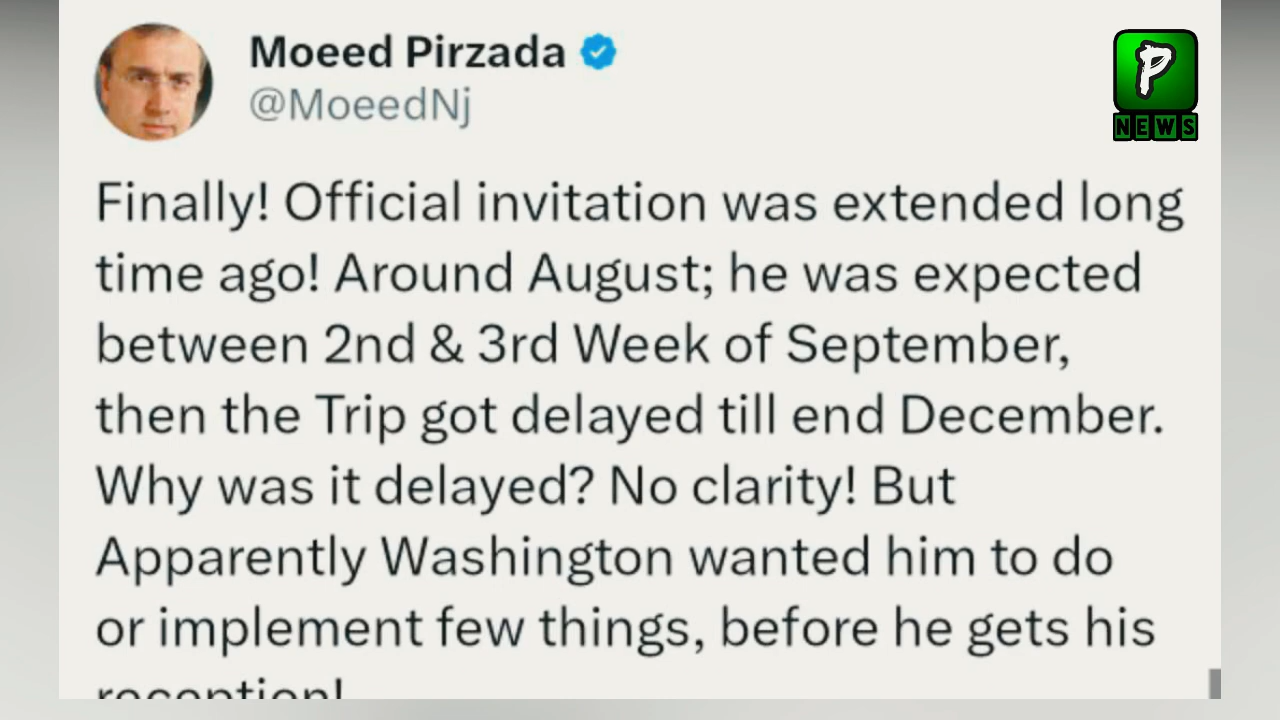 Moeed Pirzada
@MoeedNj
P
NEWS
Finally! Official invitation was extended long
time ago! Around August; he was expected
between 2nd & 3rd Week of September,
then the Trip got delayed till end December.
Why was it delayed? No clarity! But
Apparently Washington wanted him to do
or implement few things, before he gets his
reception!